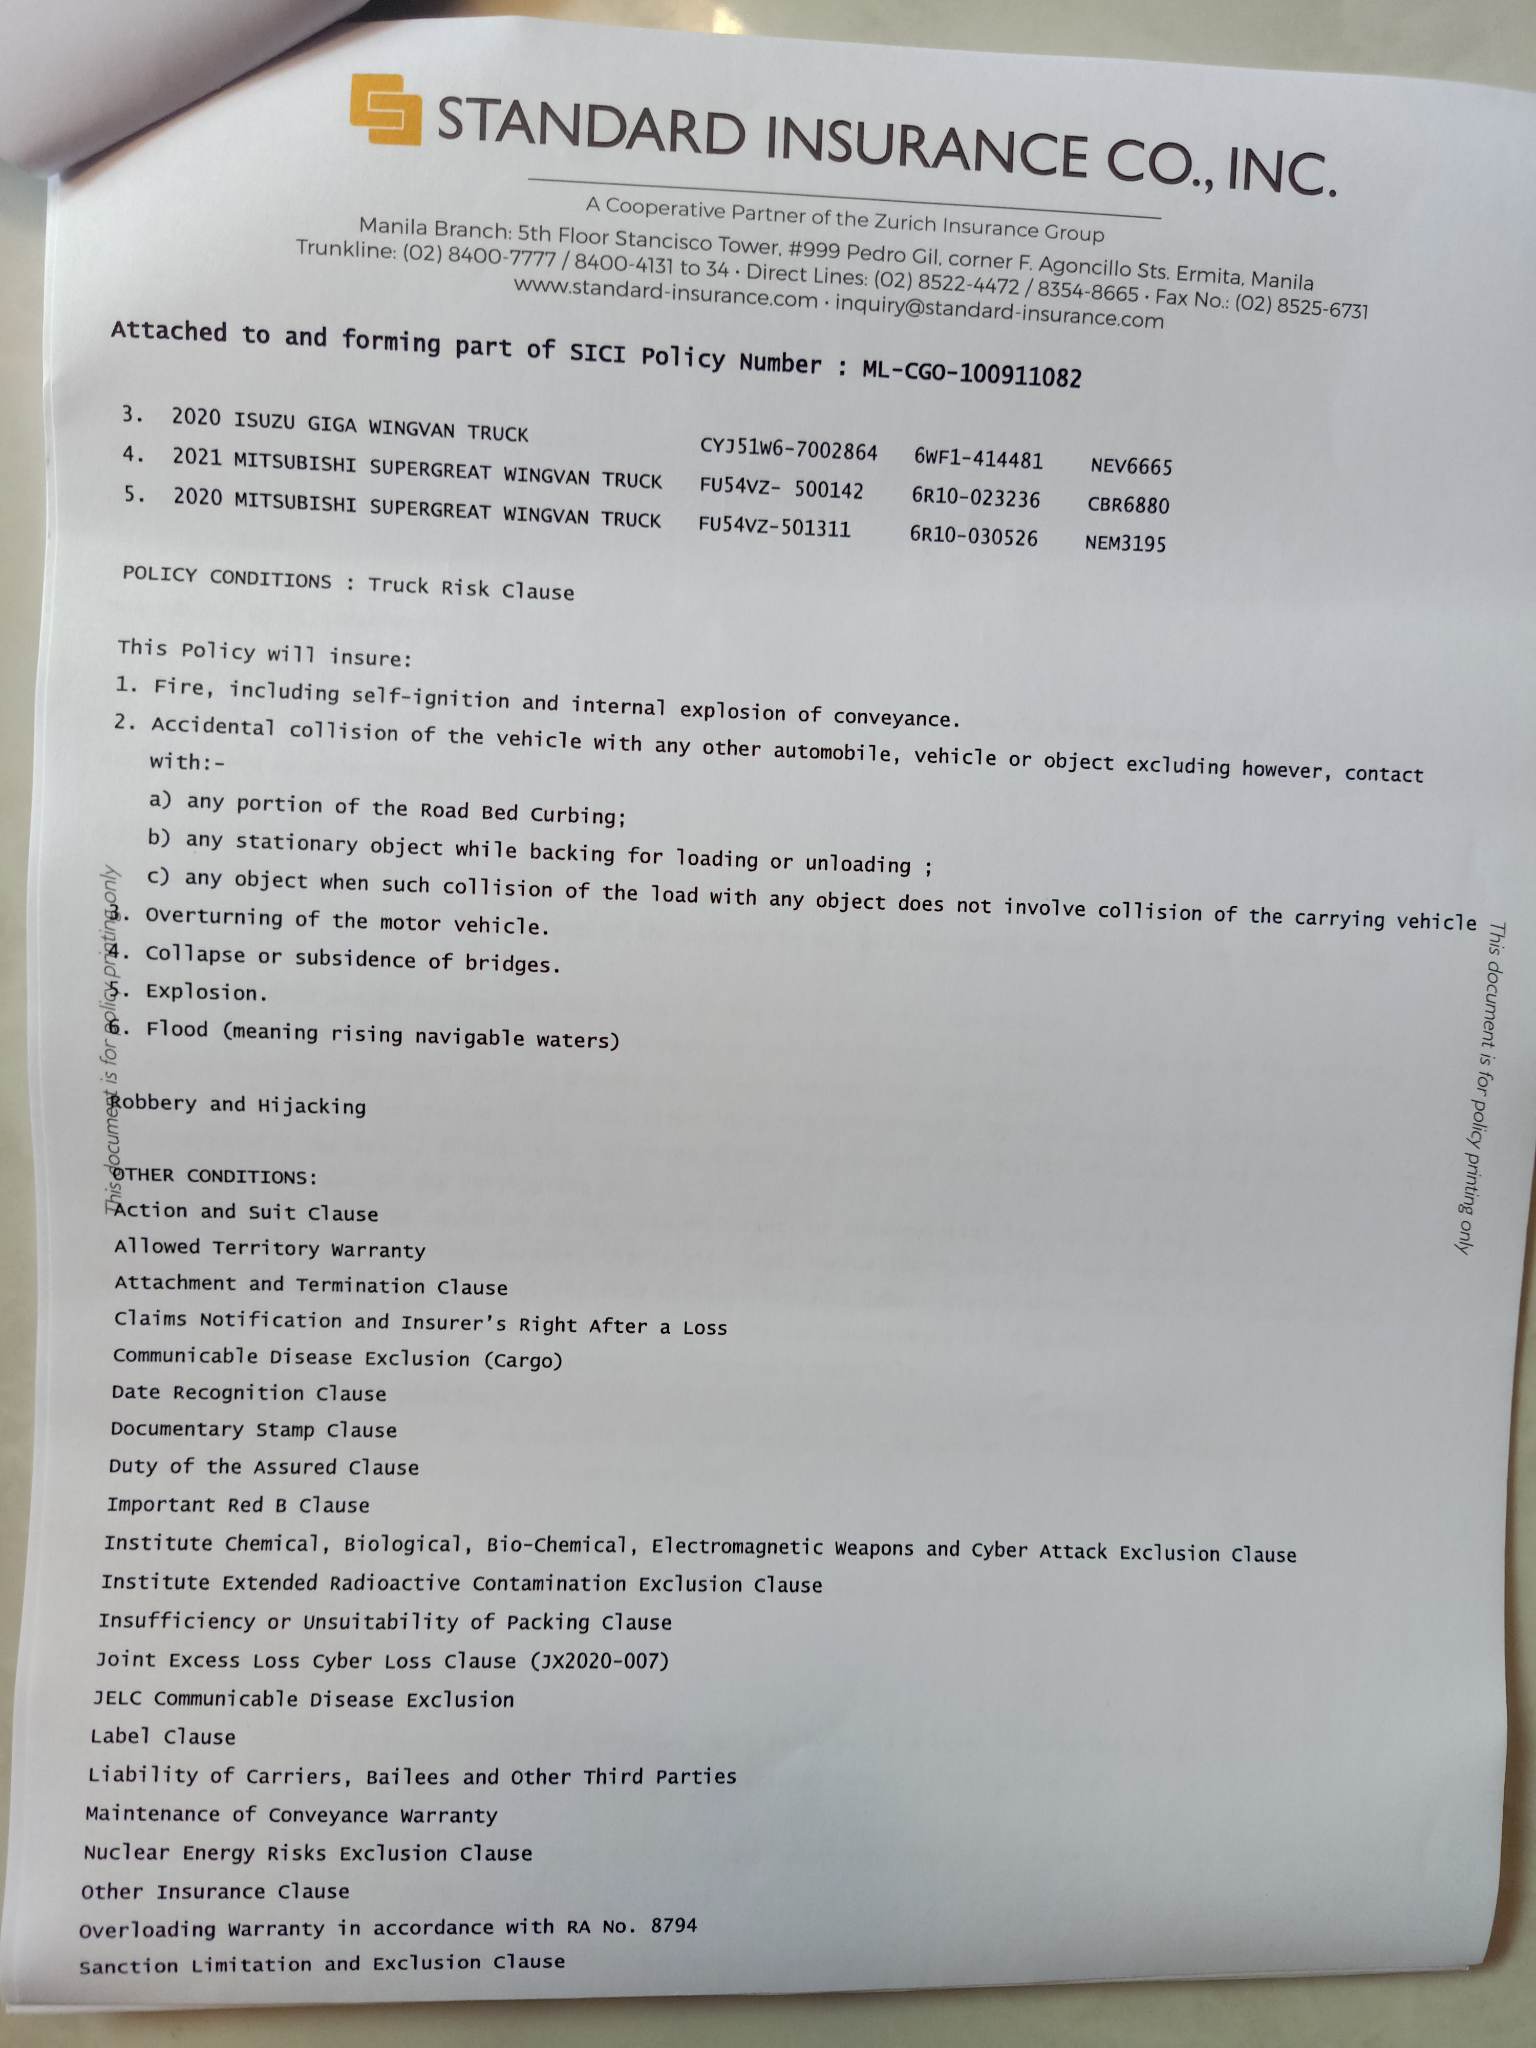 STANDARD INSURANCE CO., INC.
A Cooperative Partner of the Zurich Insurance Group
Manila Branch: 5th Floor Stancisco Tower, #999 Pedro Gil, corner F. Agoncillo Sts. Ermita, Manila
Trunkline: (02) 8400-7777 / 8400-4131 to 34 • Direct Lines: (02) 8522-4472 / 8354-8665 • Fax No.: (02) 8525-6731
www.standard-insurance.com • inquiry@standard-insurance.com
Attached to and forming part of SICI Policy Number : ML-CGO-100911082
3. 2020 ISUZU GIGA WINGVAN TRUCK CYJ51W6-7002864 6WF1-414481 NEV6665
4. 2021 MITSUBISHI SUPERGREAT WINGVAN TRUCK FU54VZ- 500142 6R10-023236 CBR6880
5. 2020 MITSUBISHI SUPERGREAT WINGVAN TRUCK FU54VZ-501311 6R10-030526 NEM3195
POLICY CONDITIONS : Truck Risk Clause
This Policy will insure:
1. Fire, including self-ignition and internal explosion of conveyance.
2. Accidental collision of the vehicle with any other automobile, vehicle or object excluding however, contact
with:-
a) any portion of the Road Bed Curbing;
b) any stationary object while backing for loading or unloading ;
c) any object when such collision of the load with any object does not involve collision of the carrying vehicle
3. Overturning of the motor vehicle.
4. Collapse or subsidence of bridges.
5. Explosion.
6. Flood (meaning rising navigable waters)
Robbery and Hijacking
OTHER CONDITIONS:
Action and Suit Clause
Allowed Territory Warranty
Attachment and Termination Clause
Claims Notification and Insurer's Right After a Loss
Communicable Disease Exclusion (Cargo)
Date Recognition Clause
Documentary Stamp Clause
Duty of the Assured Clause
Important Red B Clause
Institute Chemical, Biological, Bio-Chemical, Electromagnetic Weapons and Cyber Attack Exclusion Clause
Institute Extended Radioactive Contamination Exclusion Clause
Insufficiency or Unsuitability of Packing Clause
Joint Excess Loss Cyber Loss Clause (JX2020-007)
JELC Communicable Disease Exclusion
Label Clause
Liability of Carriers, Bailees and Other Third Parties
Maintenance of Conveyance Warranty
Nuclear Energy Risks Exclusion Clause
Other Insurance Clause
Overloading Warranty in accordance with RA No. 8794
Sanction Limitation and Exclusion Clause
This document is for policy printing only
This document is for policy printing only